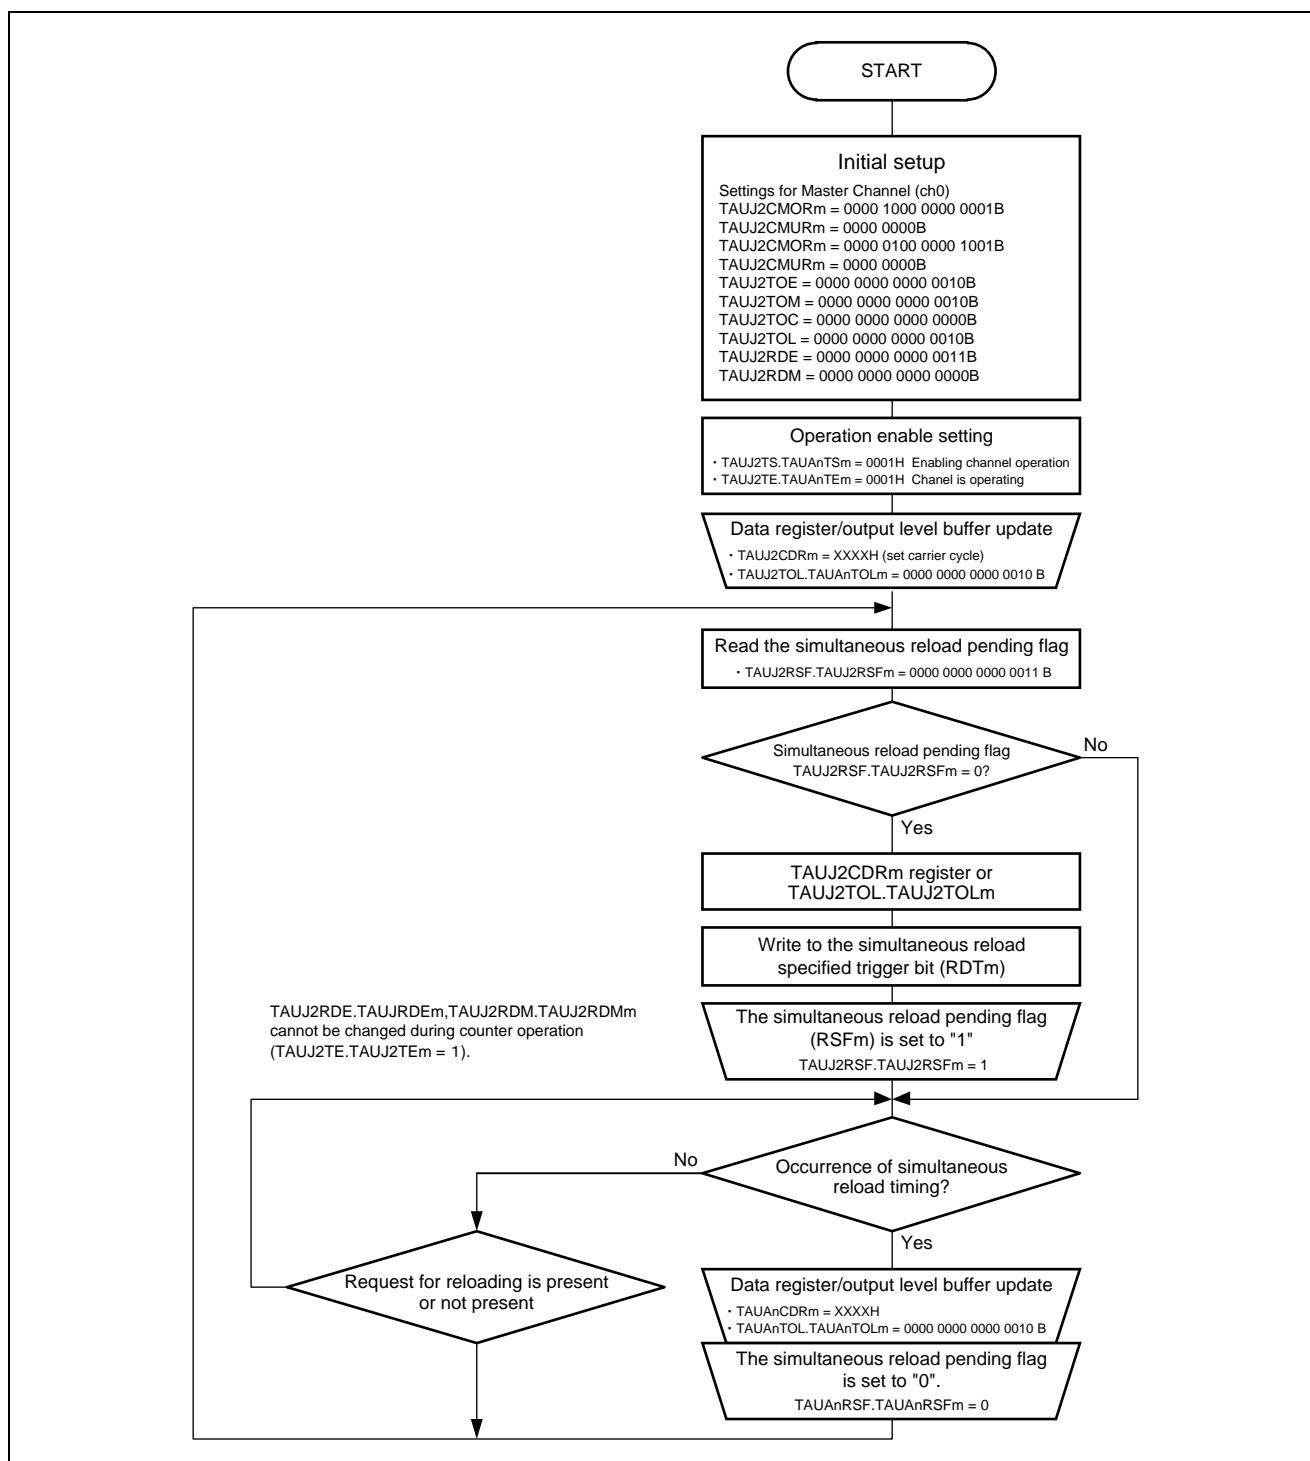 START
Initial setup
Settings for Master Channel (ch0)
TAUJ2CMORm = 0000 1000 0000 0001B
TAUJ2CMURm = 0000 0000B
TAUJ2CMORm = 0000 0100 0000 1001B
TAUJ2CMURm = 0000 0000B
TAUJ2TOE = 0000 0000 0000 0010B
TAUJ2TOM = 0000 0000 0000 0010B
TAUJ2TOC = 0000 0000 0000 0000B
TAUJ2TOL = 0000 0000 0000 0010B
TAUJ2RDE = 0000 0000 0000 0011B
TAUJ2RDM = 0000 0000 0000 0000B
Operation enable setting
・TAUJ2TS.TAUAnTSm = 0001H  Enabling channel operation
・TAUJ2TE.TAUAnTEm = 0001H  Chanel is operating
Data register/output level buffer update
・TAUJ2CDRm = XXXXH (set carrier cycle)
・TAUJ2TOL.TAUAnTOLm = 0000 0000 0000 0010 B
Read the simultaneous reload pending flag
・TAUJ2RSF.TAUJ2RSFm = 0000 0000 0000 0011 B
Simultaneous reload pending flag
TAUJ2RSF.TAUJ2RSFm = 0?
No
Yes
TAUJ2CDRm register or
TAUJ2TOL.TAUJ2TOLm
Write to the simultaneous reload
specified trigger bit (RDTm)
The simultaneous reload pending flag
(RSFm) is set to "1"
TAUJ2RSF.TAUJ2RSFm = 1
TAUJ2RDE.TAUJRDEm,TAUJ2RDM.TAUJ2RDMm
cannot be changed during counter operation
(TAUJ2TE.TAUJ2TEm = 1).
Occurrence of simultaneous
reload timing?
No
Yes
Request for reloading is present
or not present
Data register/output level buffer update
・TAUAnCDRm = XXXXH
・TAUAnTOL.TAUAnTOLm = 0000 0000 0000 0010 B
The simultaneous reload pending flag
is set to "0".
TAUAnRSF.TAUAnRSFm = 0